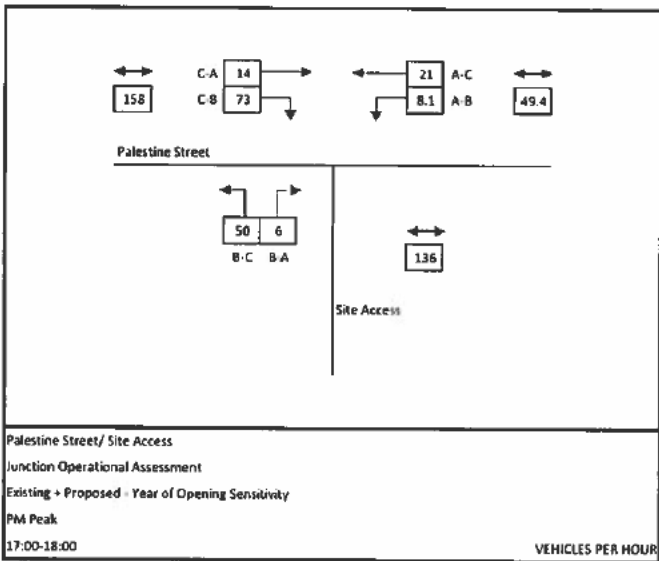 C-A 14
21 A-C
158
C-B 73
8.1 A-B
49.4
Palestine Street
50 6
B-C B-A
136
Site Access
Palestine Street/ Site Access
Junction Operational Assessment
Existing + Proposed - Year of Opening Sensitivity
PM Peak
17:00-18:00
VEHICLES PER HOUR